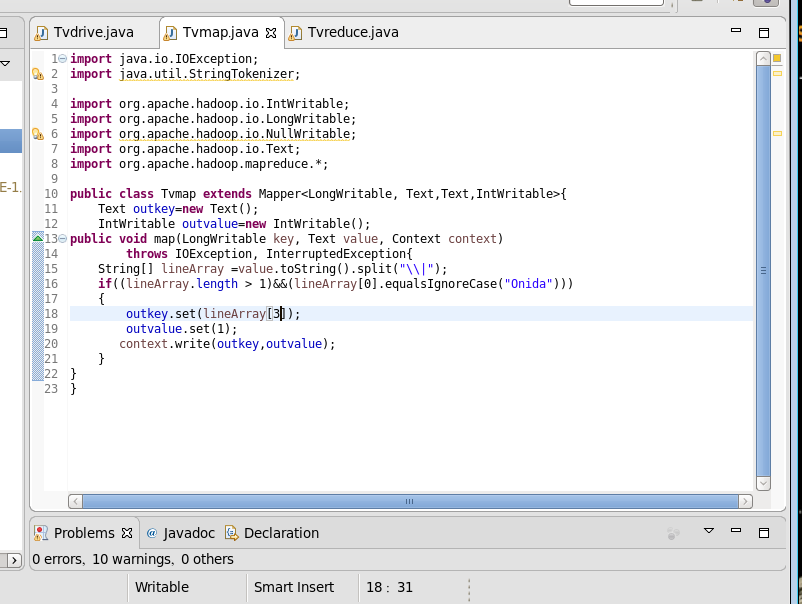 Tvdrive.java Tvmap.java Tvreduce.java
1 import java.io.IOException;
2 import java.util.StringTokenizer;
3
4 import org.apache.hadoop.io.IntWritable;
5 import org.apache.hadoop.io.LongWritable;
6 import org.apache.hadoop.io.NullWritable;
7 import org.apache.hadoop.io.Text;
8 import org.apache.hadoop.mapreduce.*;
9
10 public class Tvmap extends Mapper<LongWritable, Text,Text,IntWritable>{
11 Text outkey=new Text();
12 IntWritable outvalue=new IntWritable();
13 public void map(LongWritable key, Text value, Context context)
14 throws IOException, InterruptedException{
15 String[] lineArray =value.toString().split("\\|");
16 if((lineArray.length > 1)&&(lineArray[0].equalsIgnoreCase("Onida")))
17 {
18 outkey.set(lineArray[3]);
19 outvalue.set(1);
20 context.write(outkey,outvalue);
21 }
22 }
23 }
E-1.
Problems Javadoc Declaration
0 errors, 10 warnings, 0 others
Writable Smart Insert 18 : 31